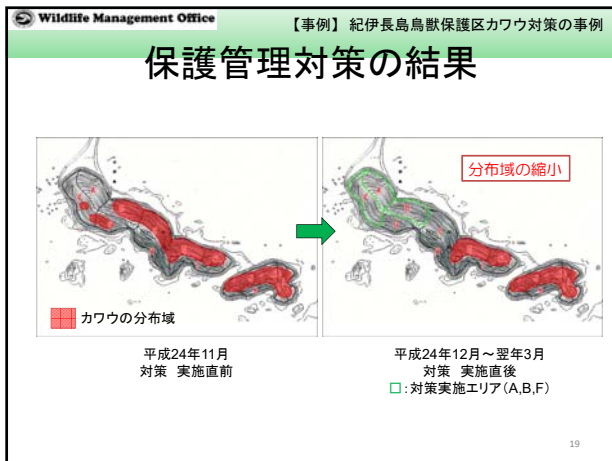 Wildlife Management Office
【事例】 紀伊長島鳥獣保護区カワウ対策の事例
保護管理対策の結果
分布域の縮小
カワウの分布域
平成24年11月
対策 実施直前
平成24年12月~翌年3月
対策 実施直後
□:対策実施エリア(A,B,F)
19